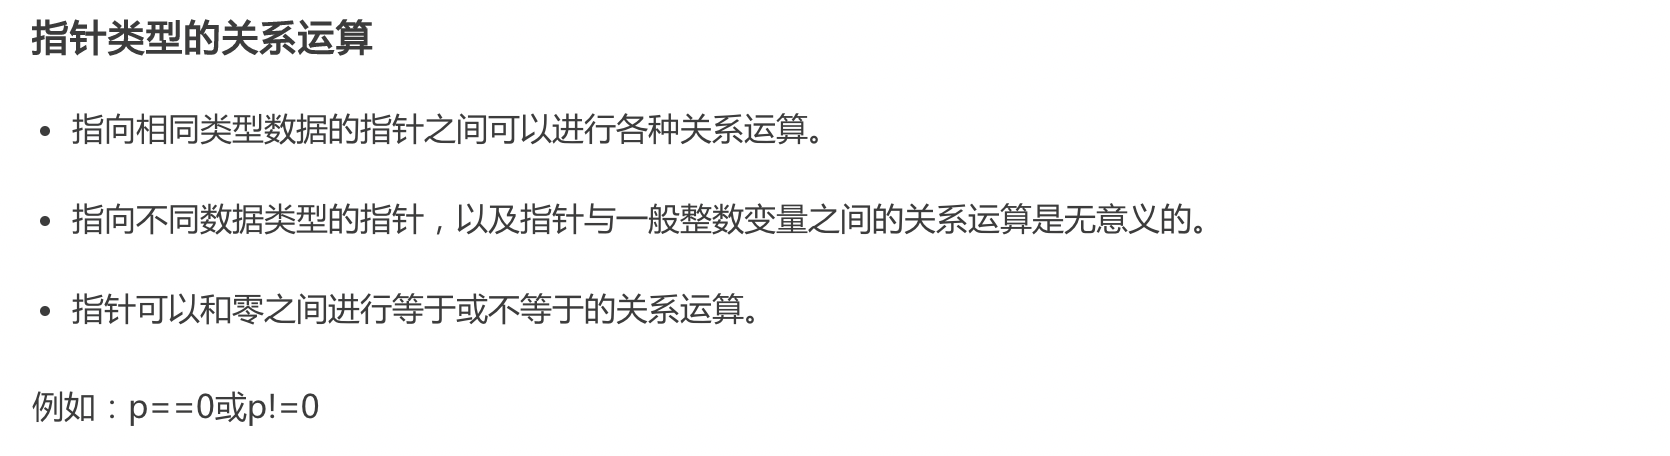 指针类型的关系运算
• 指向相同类型数据的指针之间可以进行各种关系运算。
• 指向不同数据类型的指针，以及指针与一般整数变量之间的关系运算是无意义的。
• 指针可以和零之间进行等于或不等于的关系运算。
例如：p==0或p!=0